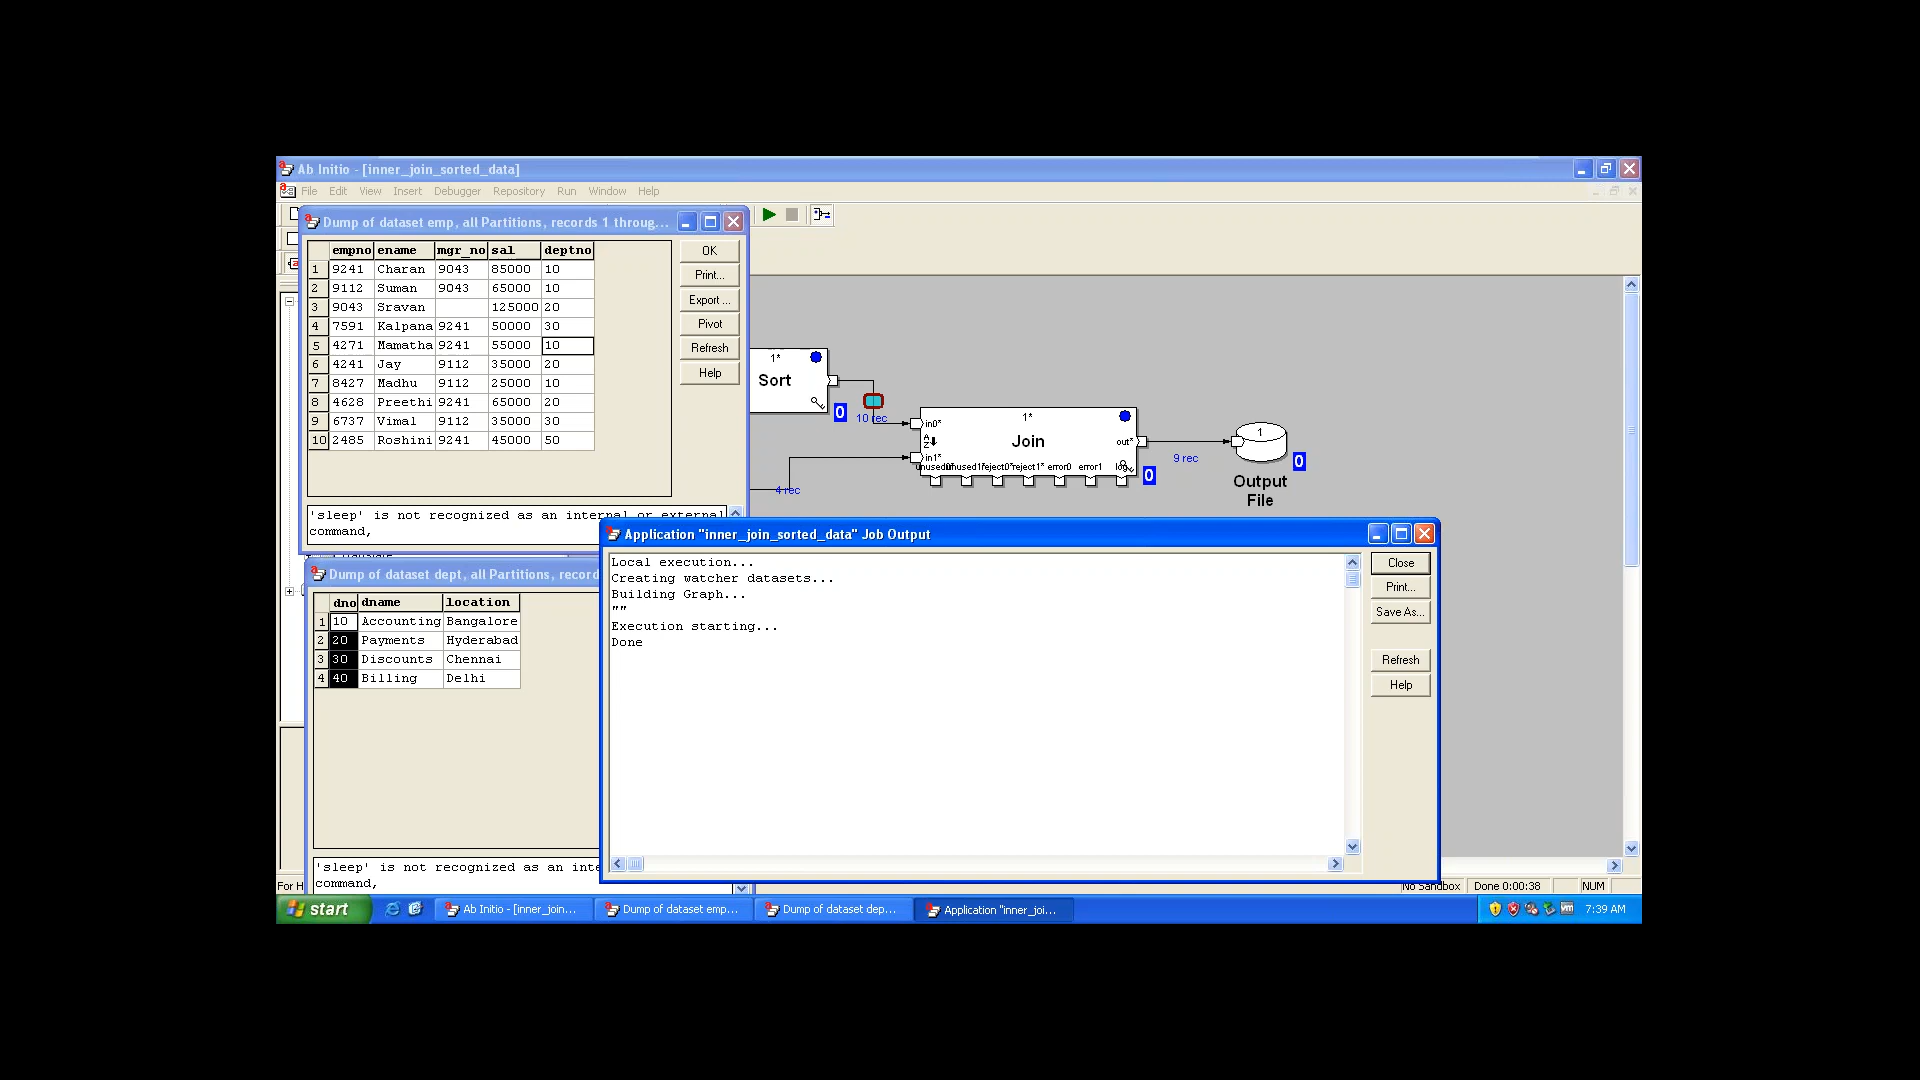 Ab Initio - [inner_join_sorted_data]
File Edit View Insert Debugger Repository Run Window Help
Dump of dataset emp, all Partitions, records 1 throug...
empno ename mgr_no sal deptno
1 9241 Charan 9043 85000 10
2 9112 Suman 9043 65000 10
3 9043 Sravan 125000 20
4 7591 Kalpana 9241 50000 30
5 4271 Mamatha 9241 55000 10
6 4241 Jay 9112 35000 20
7 8427 Madhu 9112 25000 10
8 4628 Preethi 9241 65000 20
9 6737 Vimal 9112 35000 30
10 2485 Roshini 9241 45000 50
OK
Print...
Export ...
Pivot
Refresh
Help
'sleep' is not recognized as an internal or external
command,
1*
Sort
0
10 rec
4 rec
1*
Join
in0*
in1*
out*
unused0* unused1* reject0* reject1* error0 error1 log
0
9 rec
1
Output
File
0
Dump of dataset dept, all Partitions, record
dno dname location
1 10 Accounting Bangalore
2 20 Payments Hyderabad
3 30 Discounts Chennai
4 40 Billing Delhi
'sleep' is not recognized as an inte
command,
Application "inner_join_sorted_data" Job Output
Local execution...
Creating watcher datasets...
Building Graph...
""
Execution starting...
Done
Close
Print...
Save As...
Refresh
Help
For H
No Sandbox Done 0:00:38 NUM
start
Ab Initio - [inner_join...
Dump of dataset emp...
Dump of dataset dep...
Application "inner_joi...
7:39 AM